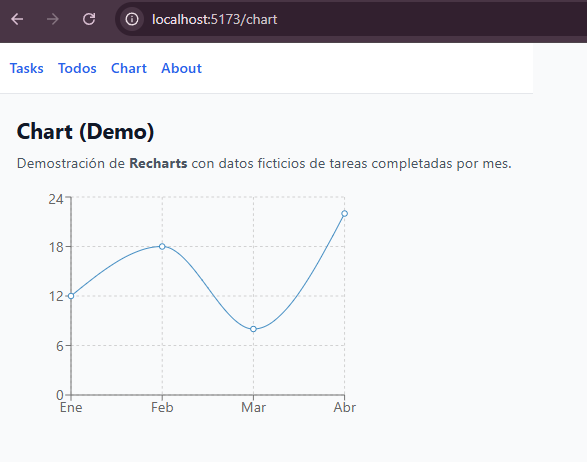 localhost:5173/chart
Tasks Todos Chart About
Chart (Demo)
Demostración de Recharts con datos ficticios de tareas completadas por mes.
24
18
12
6
0
Ene Feb Mar Abr